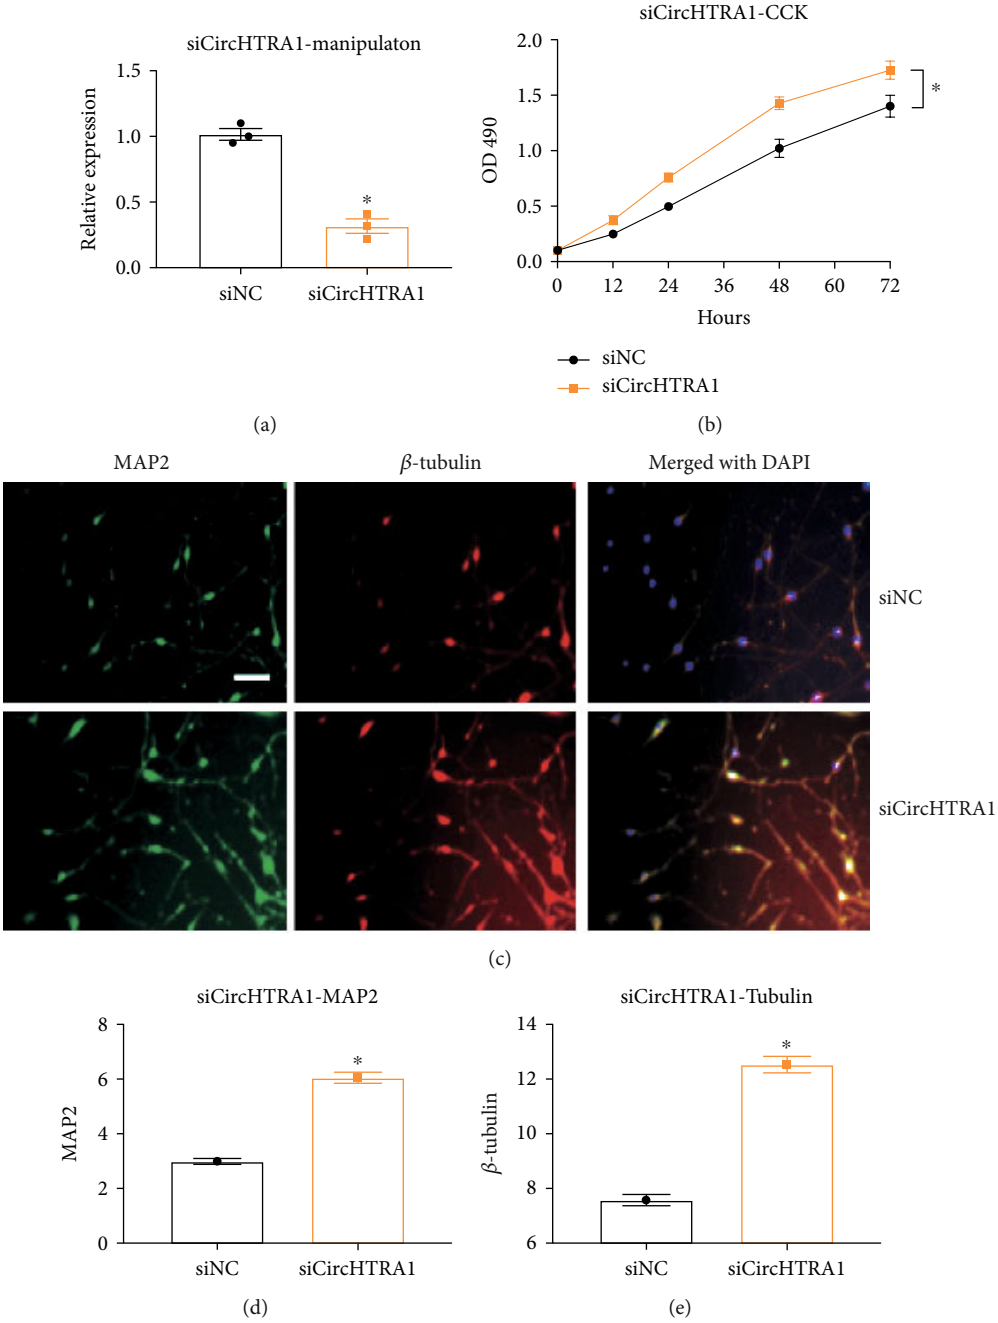 siCircHTRA1-manipulaton
Relative expression
1.5
1.0
0.5
0.0
*
siNC
siCircHTRA1
(a)
siCircHTRA1-CCK
OD 490
2.0
1.5
1.0
0.5
0.0
*
0 12 24 36 48 60 72
Hours
siNC
siCircHTRA1
(b)
MAP2
β-tubulin
Merged with DAPI
siNC
siCircHTRA1
(c)
siCircHTRA1-MAP2
MAP2
8
6
4
2
0
*
siNC
siCircHTRA1
(d)
siCircHTRA1-Tubulin
β-tubulin
14
12
10
8
6
*
siNC
siCircHTRA1
(e)